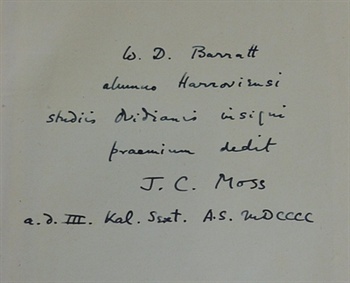 W. D. Barratt
alumno Harroviensi
studiis Ovidianis insigni
praemium dedit
J. C. Moss
a. d. III. Kal. Sext. A.S. MDCCCC